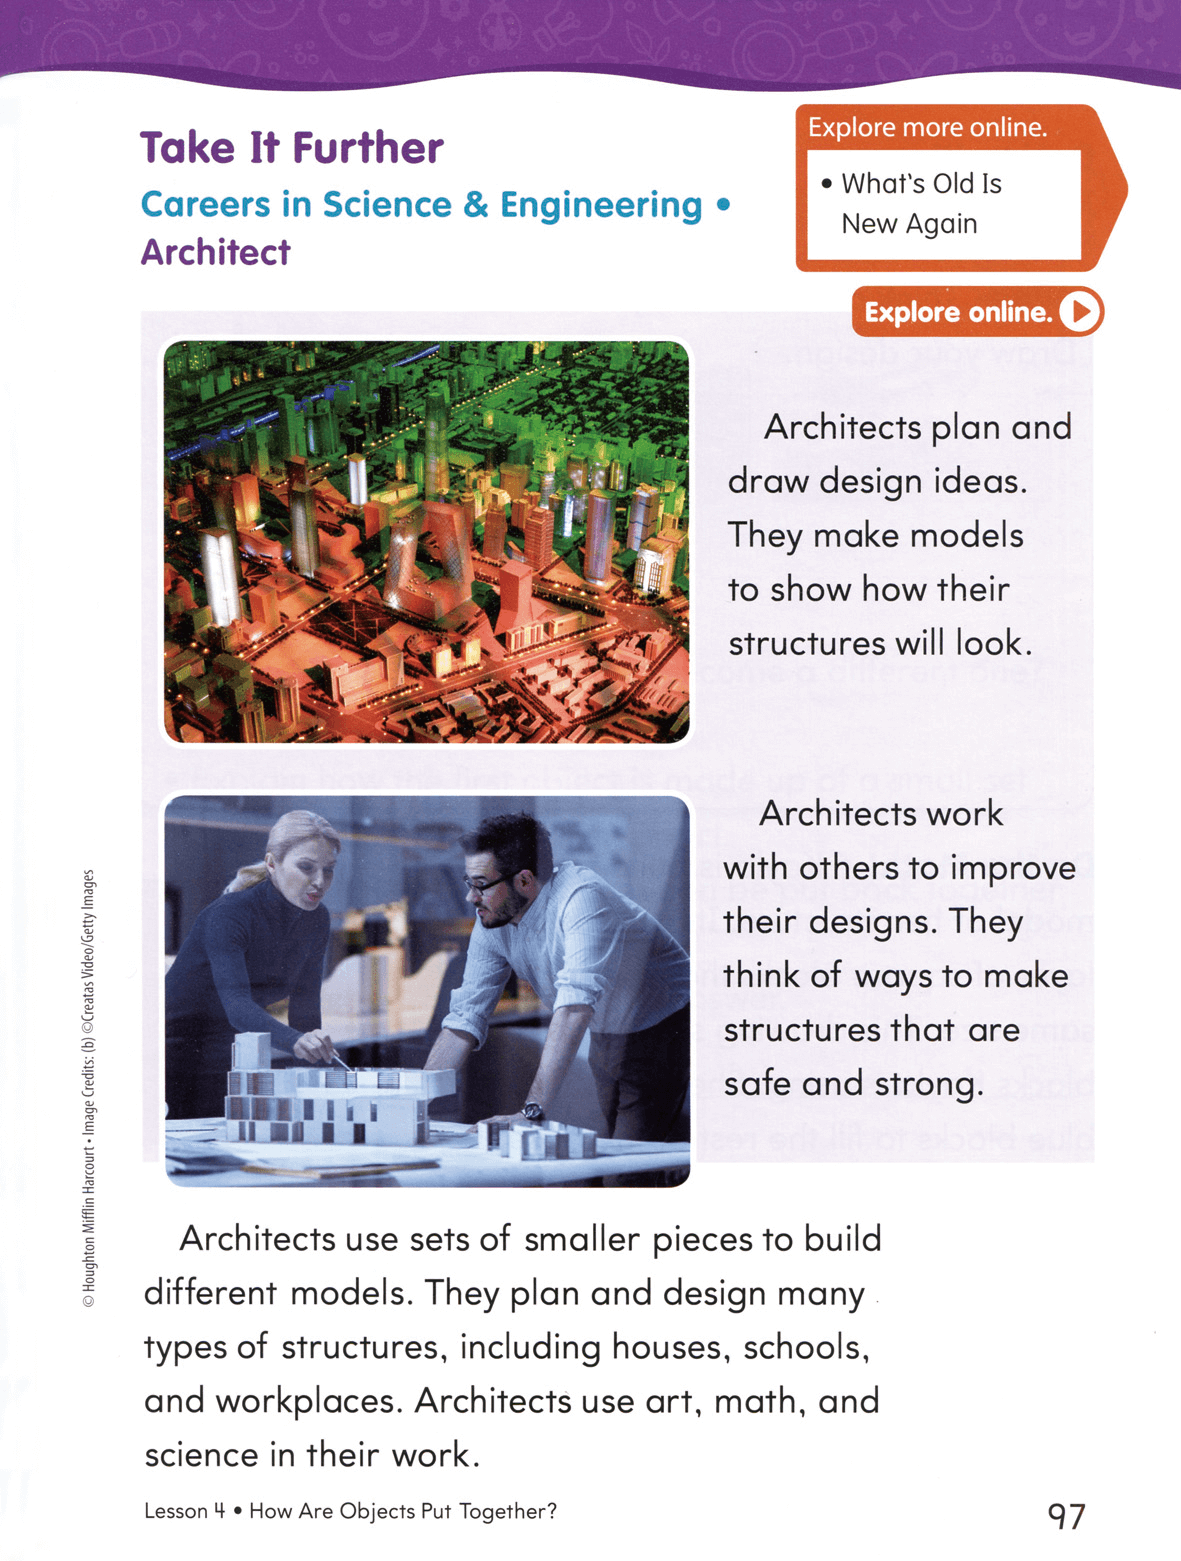 Take It Further
Careers in Science & Engineering •
Architect
Explore more online.
• What's Old Is
New Again
Explore online.
Architects plan and
draw design ideas.
They make models
to show how their
structures will look.
Architects work
with others to improve
their designs. They
think of ways to make
structures that are
safe and strong.
© Houghton Mifflin Harcourt • Image Credits: (b) ©Creatas Video/Getty Images
Architects use sets of smaller pieces to build
different models. They plan and design many
types of structures, including houses, schools,
and workplaces. Architects use art, math, and
science in their work.
Lesson 4 • How Are Objects Put Together?
97